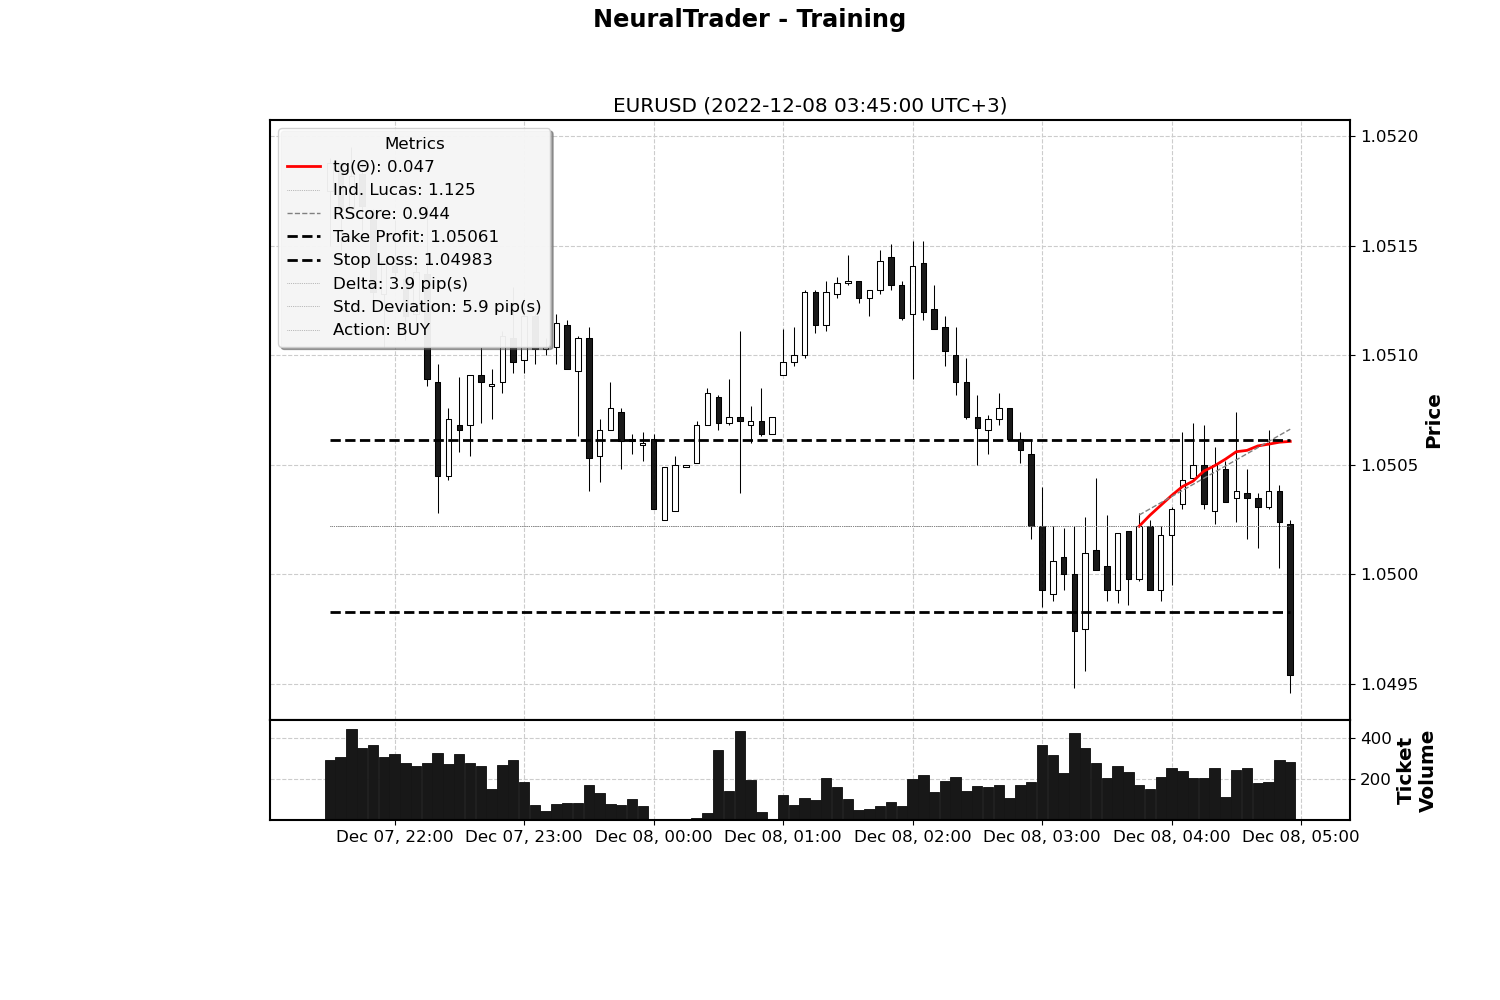 NeuralTrader - Training
EURUSD (2022-12-08 03:45:00 UTC+3)
Metrics
tg(Θ): 0.047
Ind. Lucas: 1.125
RScore: 0.944
Take Profit: 1.05061
Stop Loss: 1.04983
Delta: 3.9 pip(s)
Std. Deviation: 5.9 pip(s)
Action: BUY
1.0520
1.0515
1.0510
1.0505
1.0500
1.0495
Price
400
200
Ticket
Volume
Dec 07, 22:00
Dec 07, 23:00
Dec 08, 00:00
Dec 08, 01:00
Dec 08, 02:00
Dec 08, 03:00
Dec 08, 04:00
Dec 08, 05:00